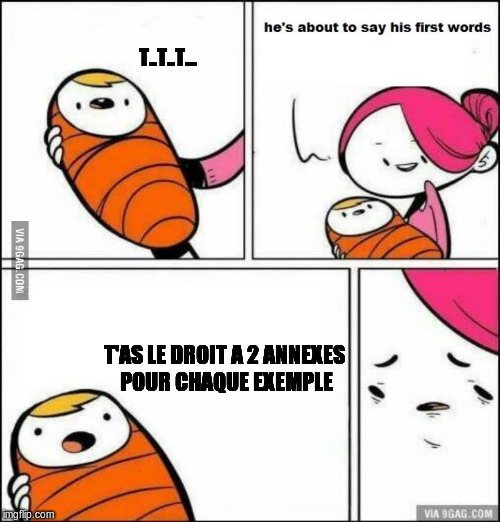 T..T..T...
he's about to say his first words
VIA 9GAG.COM
T'AS LE DROIT A 2 ANNEXES
POUR CHAQUE EXEMPLE
imgflip.com
VIA 9GAG.COM